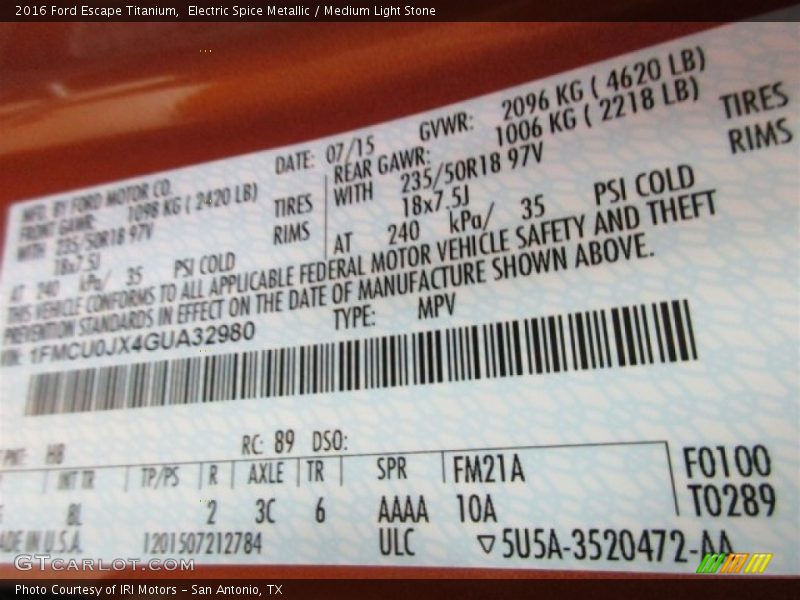 2016 Ford Escape Titanium,  Electric Spice Metallic / Medium Light Stone
MFG. BY FORD MOTOR CO. DATE: 07/15 GVWR: 2096 KG ( 4620 LB)
FRONT GAWR: 1098 KG ( 2420 LB) REAR GAWR: 1006 KG ( 2218 LB)
WITH 235/50R18 97V TIRES WITH 235/50R18 97V TIRES
18x7.5J RIMS 18x7.5J RIMS
AT 240 kPa/ 35 PSI COLD AT 240 kPa/ 35 PSI COLD
THIS VEHICLE CONFORMS TO ALL APPLICABLE FEDERAL MOTOR VEHICLE SAFETY AND THEFT
PREVENTION STANDARDS IN EFFECT ON THE DATE OF MANUFACTURE SHOWN ABOVE.
VIN: 1FMCU0JX4GUA32980 TYPE: MPV
PNT: H8 RC: 89 DSO: F0100
INT TR TP/PS R AXLE TR SPR FM21A T0289
8L 2 3C 6 AAAA 10A
MADE IN U.S.A. 1201507212784 ULC 5U5A-3520472-AA
GTCARLOT.COM
Photo Courtesy of IRI Motors – San Antonio, TX